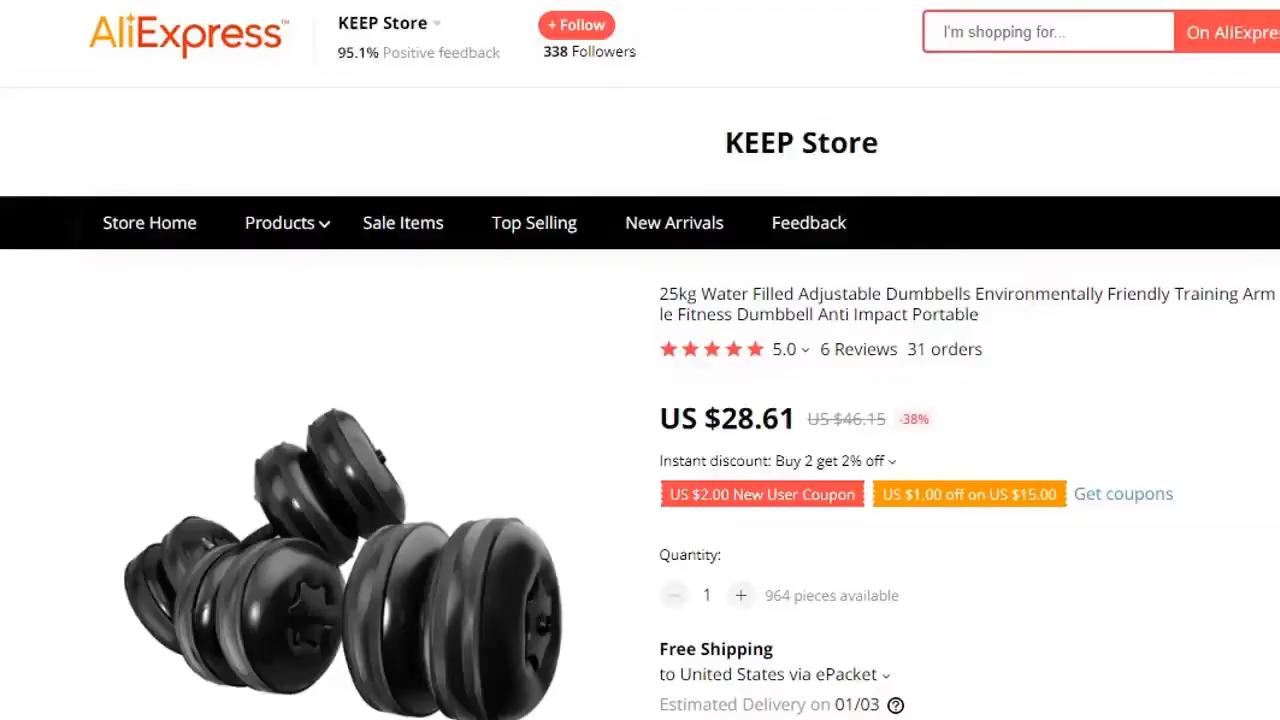 AliExpress™
KEEP Store
95.1% Positive feedback
+ Follow
338 Followers
I'm shopping for...
On AliExpre
KEEP Store
Store Home
Products
Sale Items
Top Selling
New Arrivals
Feedback
25kg Water Filled Adjustable Dumbbells Environmentally Friendly Training Arm
le Fitness Dumbbell Anti Impact Portable
5.0 6 Reviews 31 orders
US $28.61 US $46.15 -38%
Instant discount: Buy 2 get 2% off
US $2.00 New User Coupon US $1.00 off on US $15.00 Get coupons
Quantity:
1 + 964 pieces available
Free Shipping
to United States via ePacket
Estimated Delivery on 01/03 ?